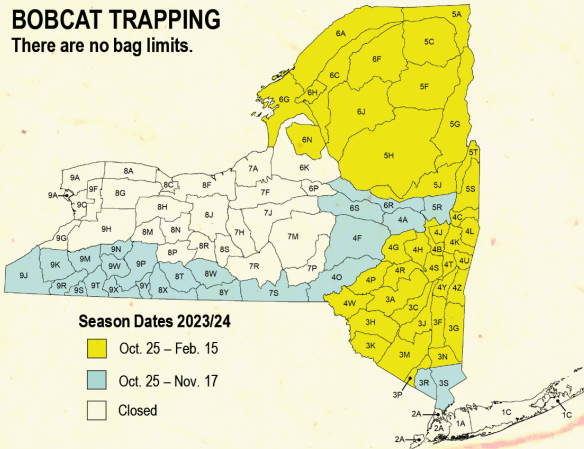 BOBCAT TRAPPING
There are no bag limits.
5A
6A
5C
6F
6C
5F
6H
6G
6J
5G
6N
5H
5T
7A
6K
9A
8A
8C
8F
9F
8G
7F
6P
5J
5S
9A
9C
8H
8J
7J
6S
6R
4A
5R
4C
9G
9H
8M
8N
7H
7M
4F
4J
4L
8P
8R
8S
4G
4H
4B
4K
9N
9M
9K
9W
9P
7R
7P
4R
4S
4T
4U
9J
8T
8W
4O
4P
9R
9S
9T
9X
9Y
8X
8Y
7S
4W
3A
3C
4Y
4Z
Season Dates 2023/24
3H
3J
3F
3G
Oct. 25 – Feb. 15
3K
3M
3N
Oct. 25 – Nov. 17
3P
3R
3S
Closed
2A
1C
1C
2A
1A
2A